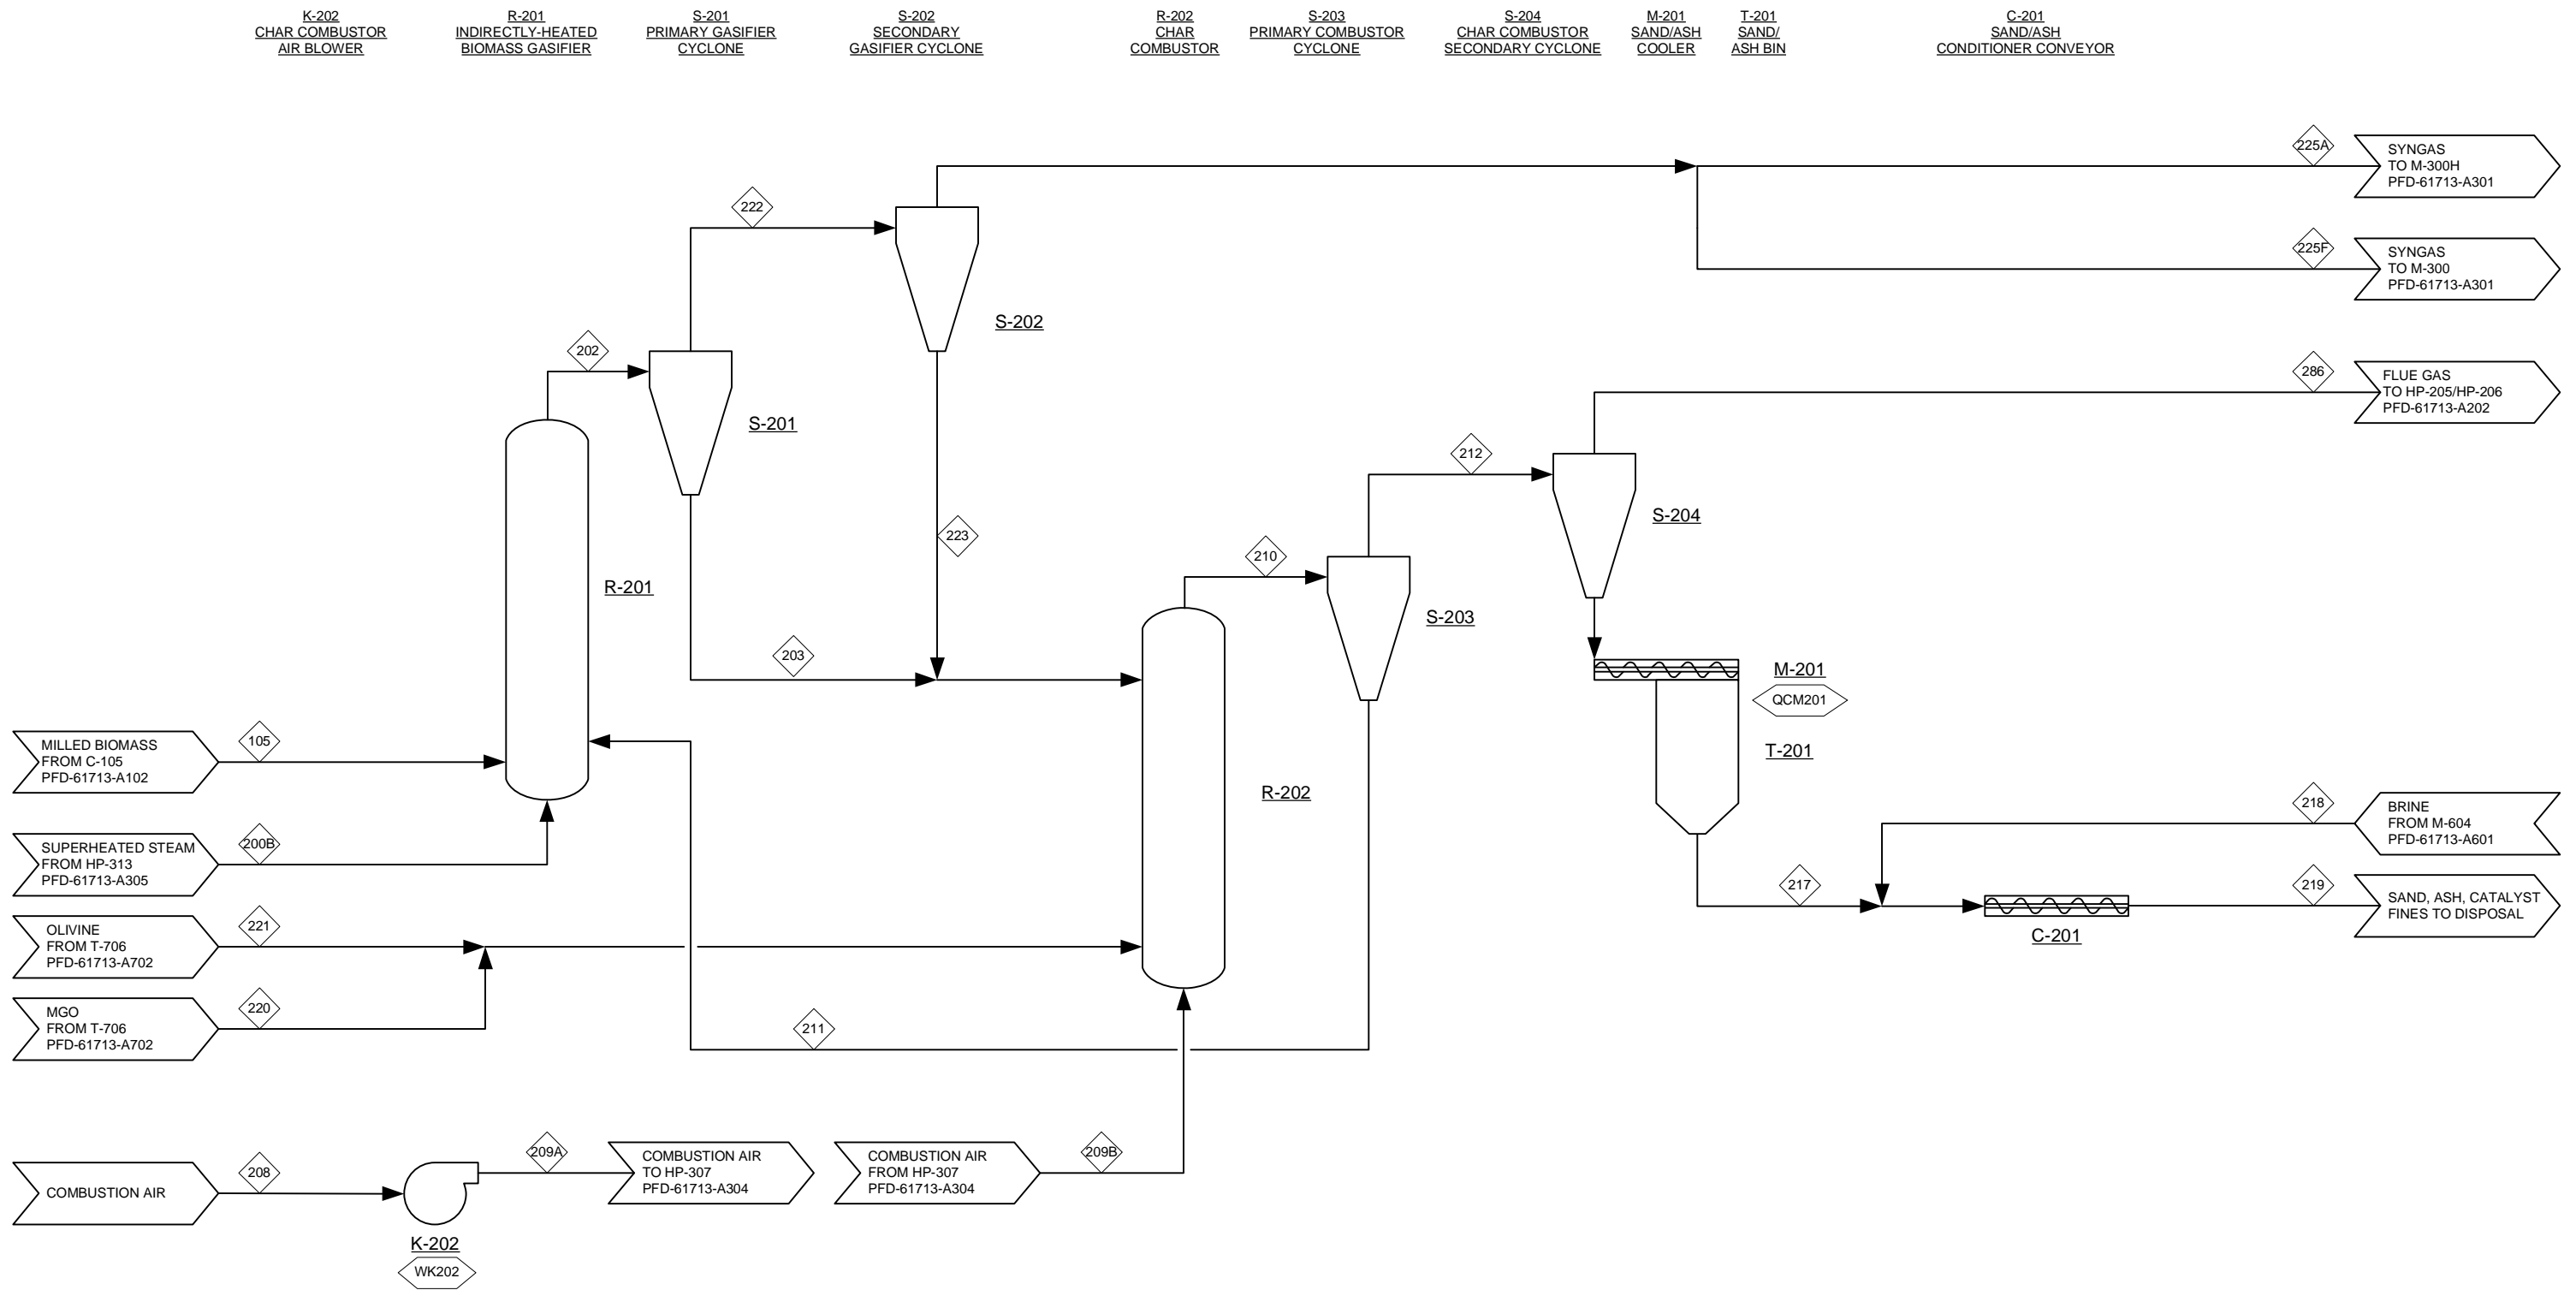 K-202
CHAR COMBUSTOR
AIR BLOWER
R-201
INDIRECTLY-HEATED
BIOMASS GASIFIER
S-201
PRIMARY GASIFIER
CYCLONE
S-202
SECONDARY
GASIFIER CYCLONE
R-202
CHAR
COMBUSTOR
S-203
PRIMARY COMBUSTOR
CYCLONE
S-204
CHAR COMBUSTOR
SECONDARY CYCLONE
M-201
SAND/ASH
COOLER
T-201
SAND/
ASH BIN
C-201
SAND/ASH
CONDITIONER CONVEYOR
225A
SYNGAS
TO M-300H
PFD-61713-A301
222
225F
SYNGAS
TO M-300
PFD-61713-A301
S-202
202
286
FLUE GAS
TO HP-205/HP-206
PFD-61713-A202
S-201
212
S-204
223
210
R-201
S-203
203
M-201
QCM201
T-201
105
MILLED BIOMASS
FROM C-105
PFD-61713-A102
R-202
218
BRINE
FROM M-604
PFD-61713-A601
200B
SUPERHEATED STEAM
FROM HP-313
PFD-61713-A305
217
219
SAND, ASH, CATALYST
FINES TO DISPOSAL
C-201
221
OLIVINE
FROM T-706
PFD-61713-A702
220
MGO
FROM T-706
PFD-61713-A702
211
209A
COMBUSTION AIR
TO HP-307
PFD-61713-A304
COMBUSTION AIR
FROM HP-307
PFD-61713-A304
209B
208
COMBUSTION AIR
K-202
WK202